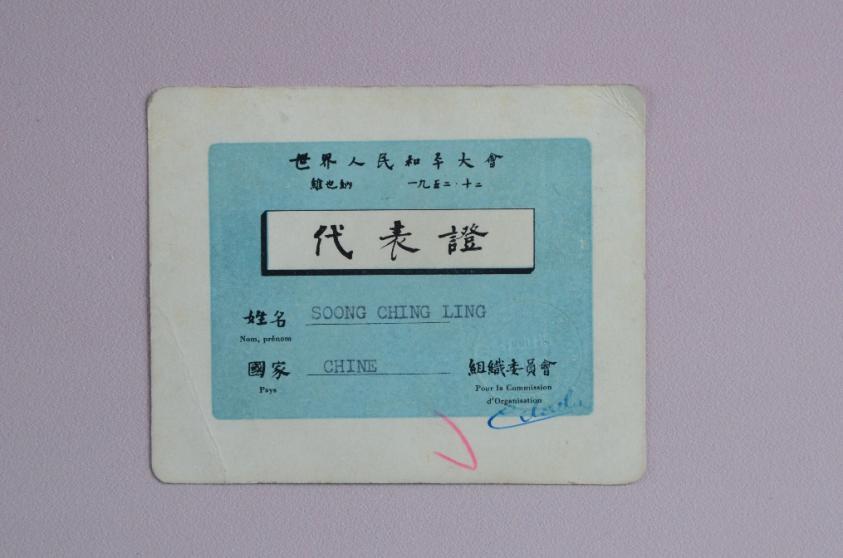 世界人民和平大會
維也納 一九五二·十二
代表證
姓名 SOONG CHING LING
Nom, prénom
國家 CHINE
Pays
組織委員會
Pour la Commission
d'Organisation